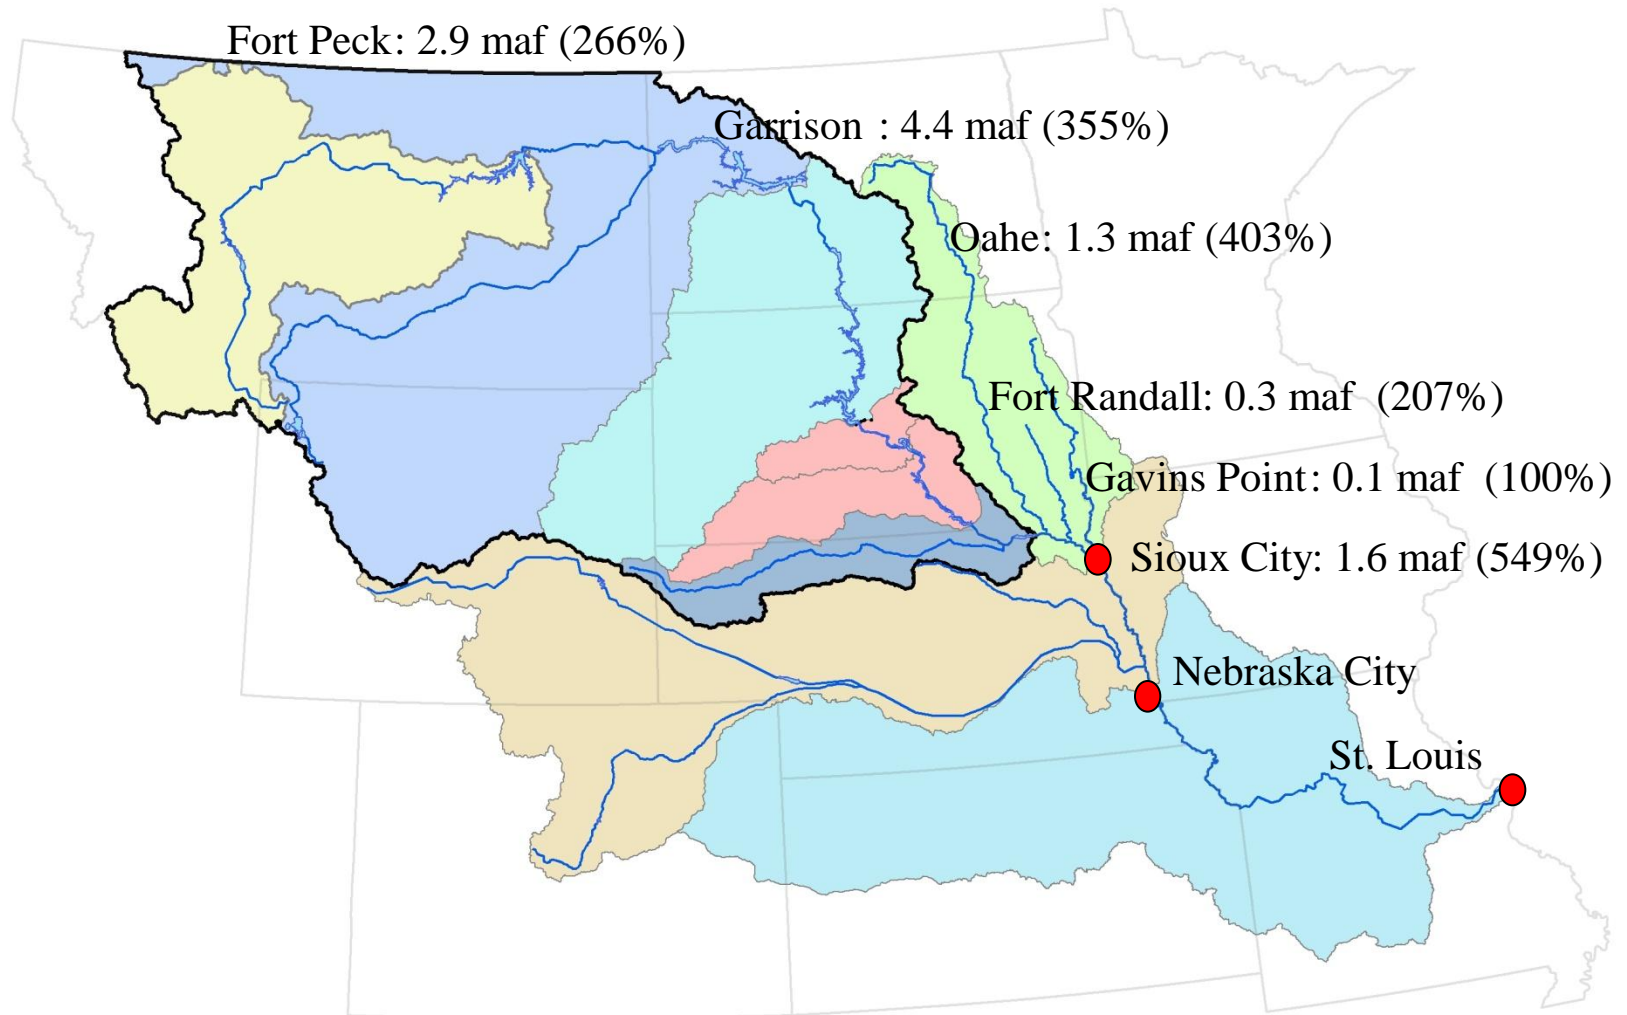 Fort Peck: 2.9 maf (266%)
Garrison : 4.4 maf (355%)
Oahe: 1.3 maf (403%)
Fort Randall: 0.3 maf (207%)
Gavins Point: 0.1 maf (100%)
Sioux City: 1.6 maf (549%)
Nebraska City
St. Louis